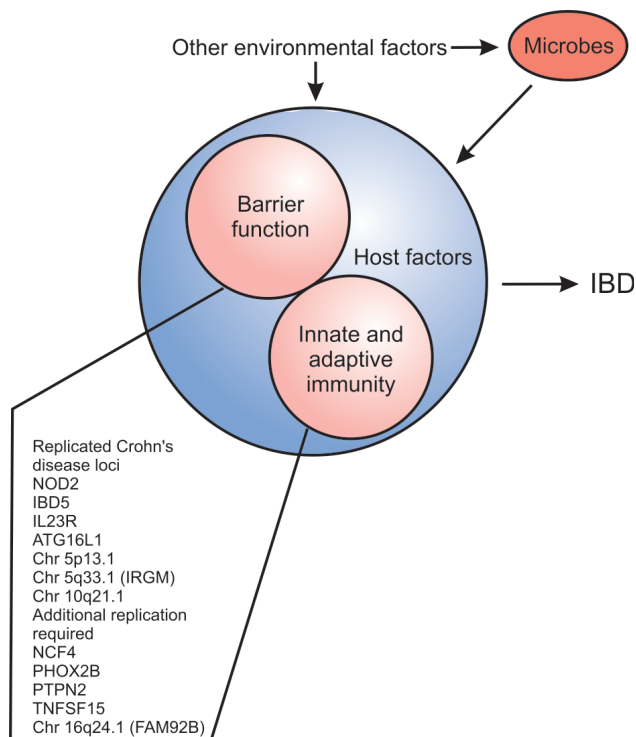 Other environmental factors
Microbes
Barrier
function
Host factors
IBD
Innate and
adaptive
immunity
Replicated Crohn's
disease loci
NOD2
IBD5
IL23R
ATG16L1
Chr 5p13.1
Chr 5q33.1 (IRGM)
Chr 10q21.1
Additional replication
required
NCF4
PHOX2B
PTPN2
TNFSF15
Chr 16q24.1 (FAM92B)